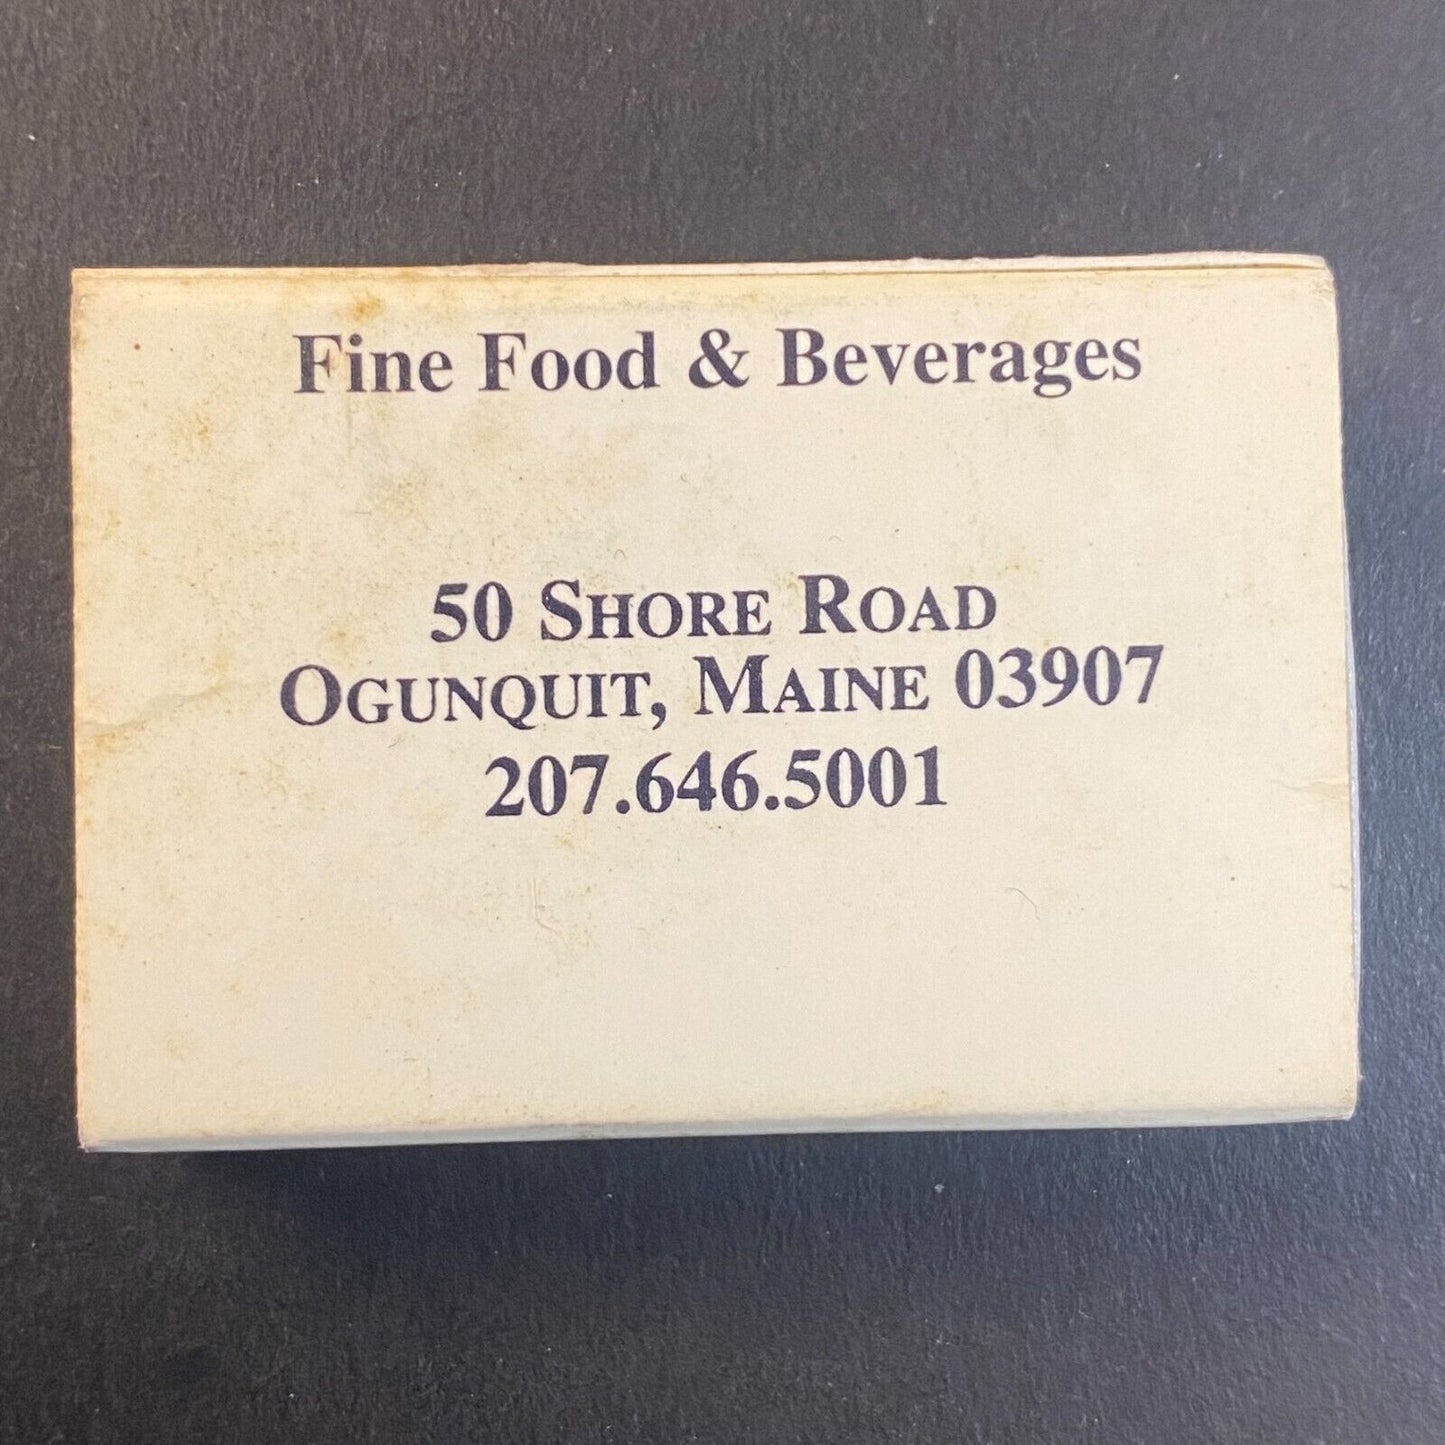 Fine Food & Beverages
50 SHORE ROAD
OGUNQUIT, MAINE 03907
207.646.5001